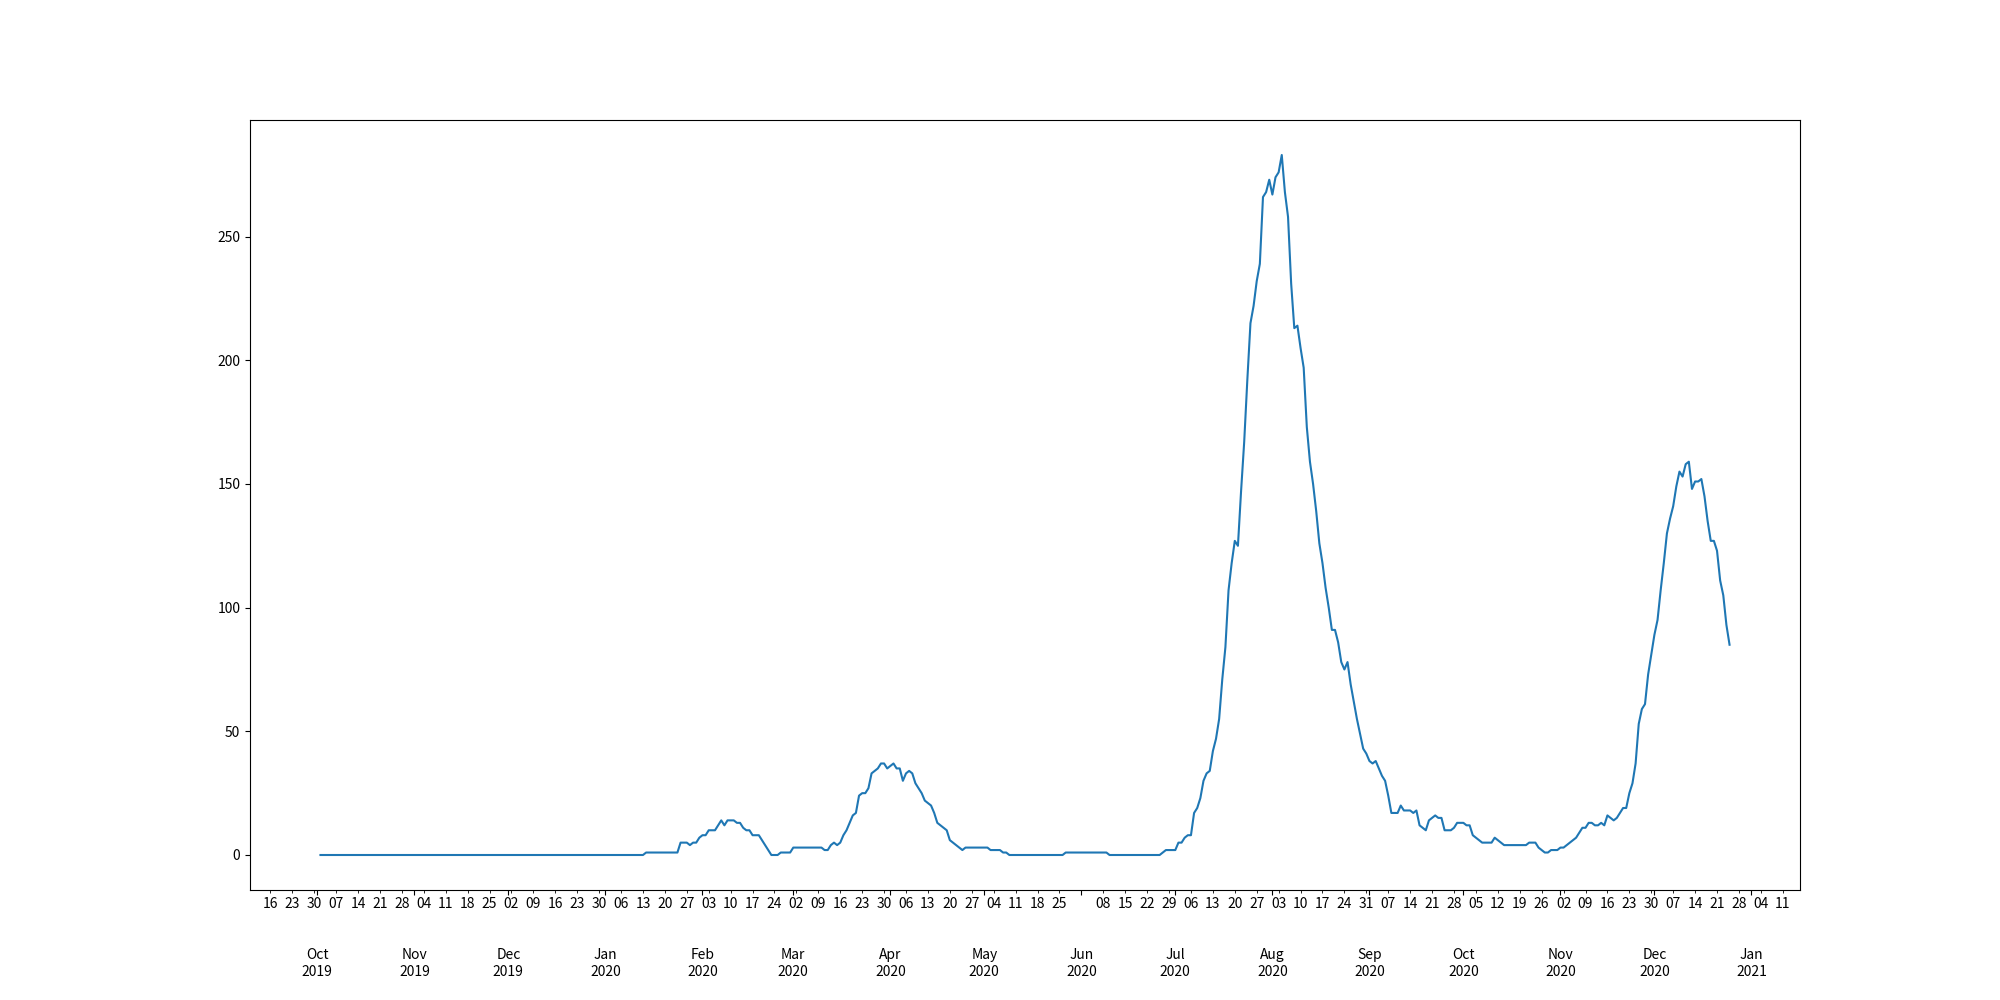 250
200
150
100
50
0
16 23 30 07 14 21 28 04 11 18 25 02 09 16 23 30 06 13 20 27 03 10 17 24 02 09 16 23 30 06 13 20 27 04 11 18 25 08 15 22 29 06 13 20 27 03 10 17 24 31 07 14 21 28 05 12 19 26 02 09 16 23 30 07 14 21 28 04 11
Oct Nov Dec Jan Feb Mar Apr May Jun Jul Aug Sep Oct Nov Dec Jan
2019 2019 2019 2020 2020 2020 2020 2020 2020 2020 2020 2020 2020 2020 2020 2021